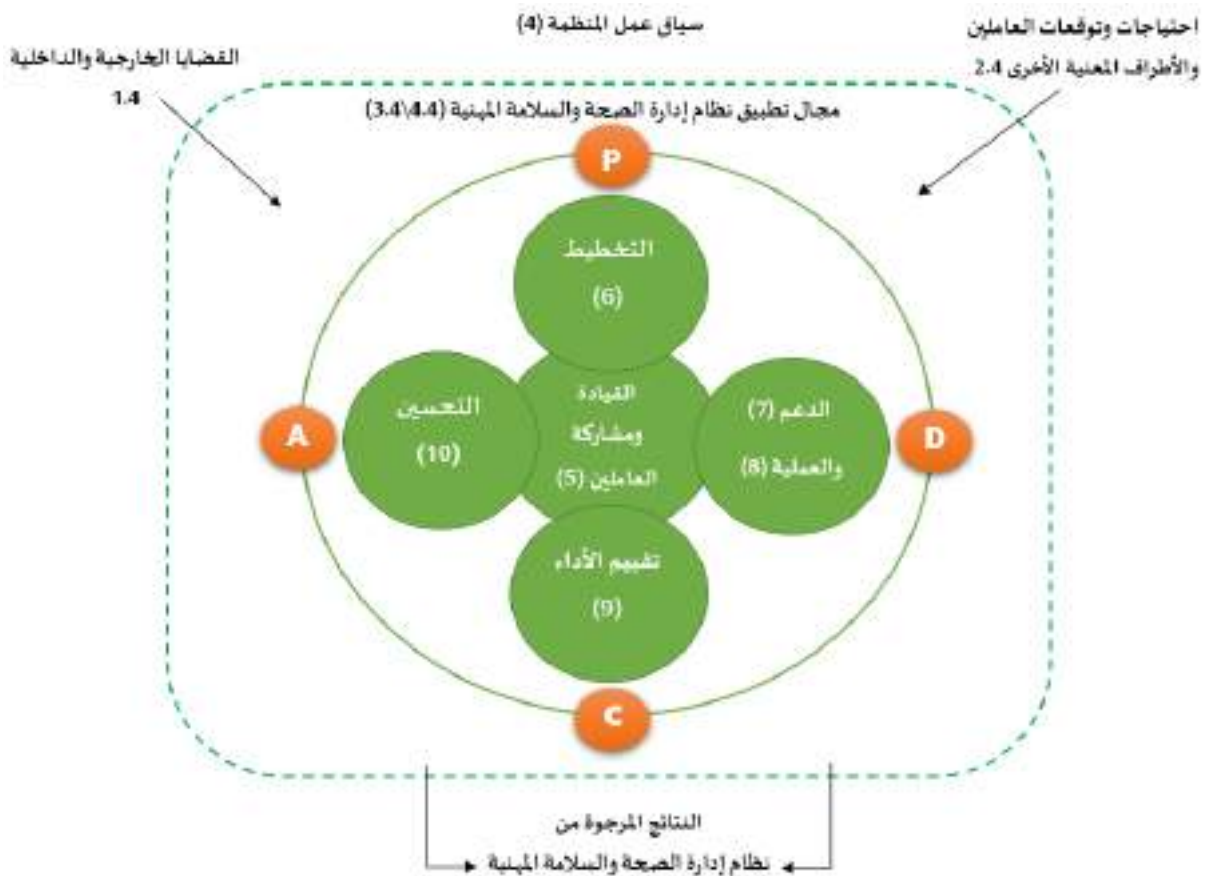 سياق عمل المنظمة (4)
احتياجات وتوقعات العاملين
والأطراف المعنية الأخرى 2.4
القضايا الخارجية والداخلية
1.4
مجال تطبيق نظام إدارة الصحة والسلامة المهنية (4.4\3.4)
P
التخطيط
(6)
D
الدعم (7)
والعملية (8)
القيادة
ومشاركة
العاملين (5)
A
التحسين
(10)
تقييم الأداء
(9)
C
النتائج المرجوة من
نظام إدارة الصحة والسلامة المهنية